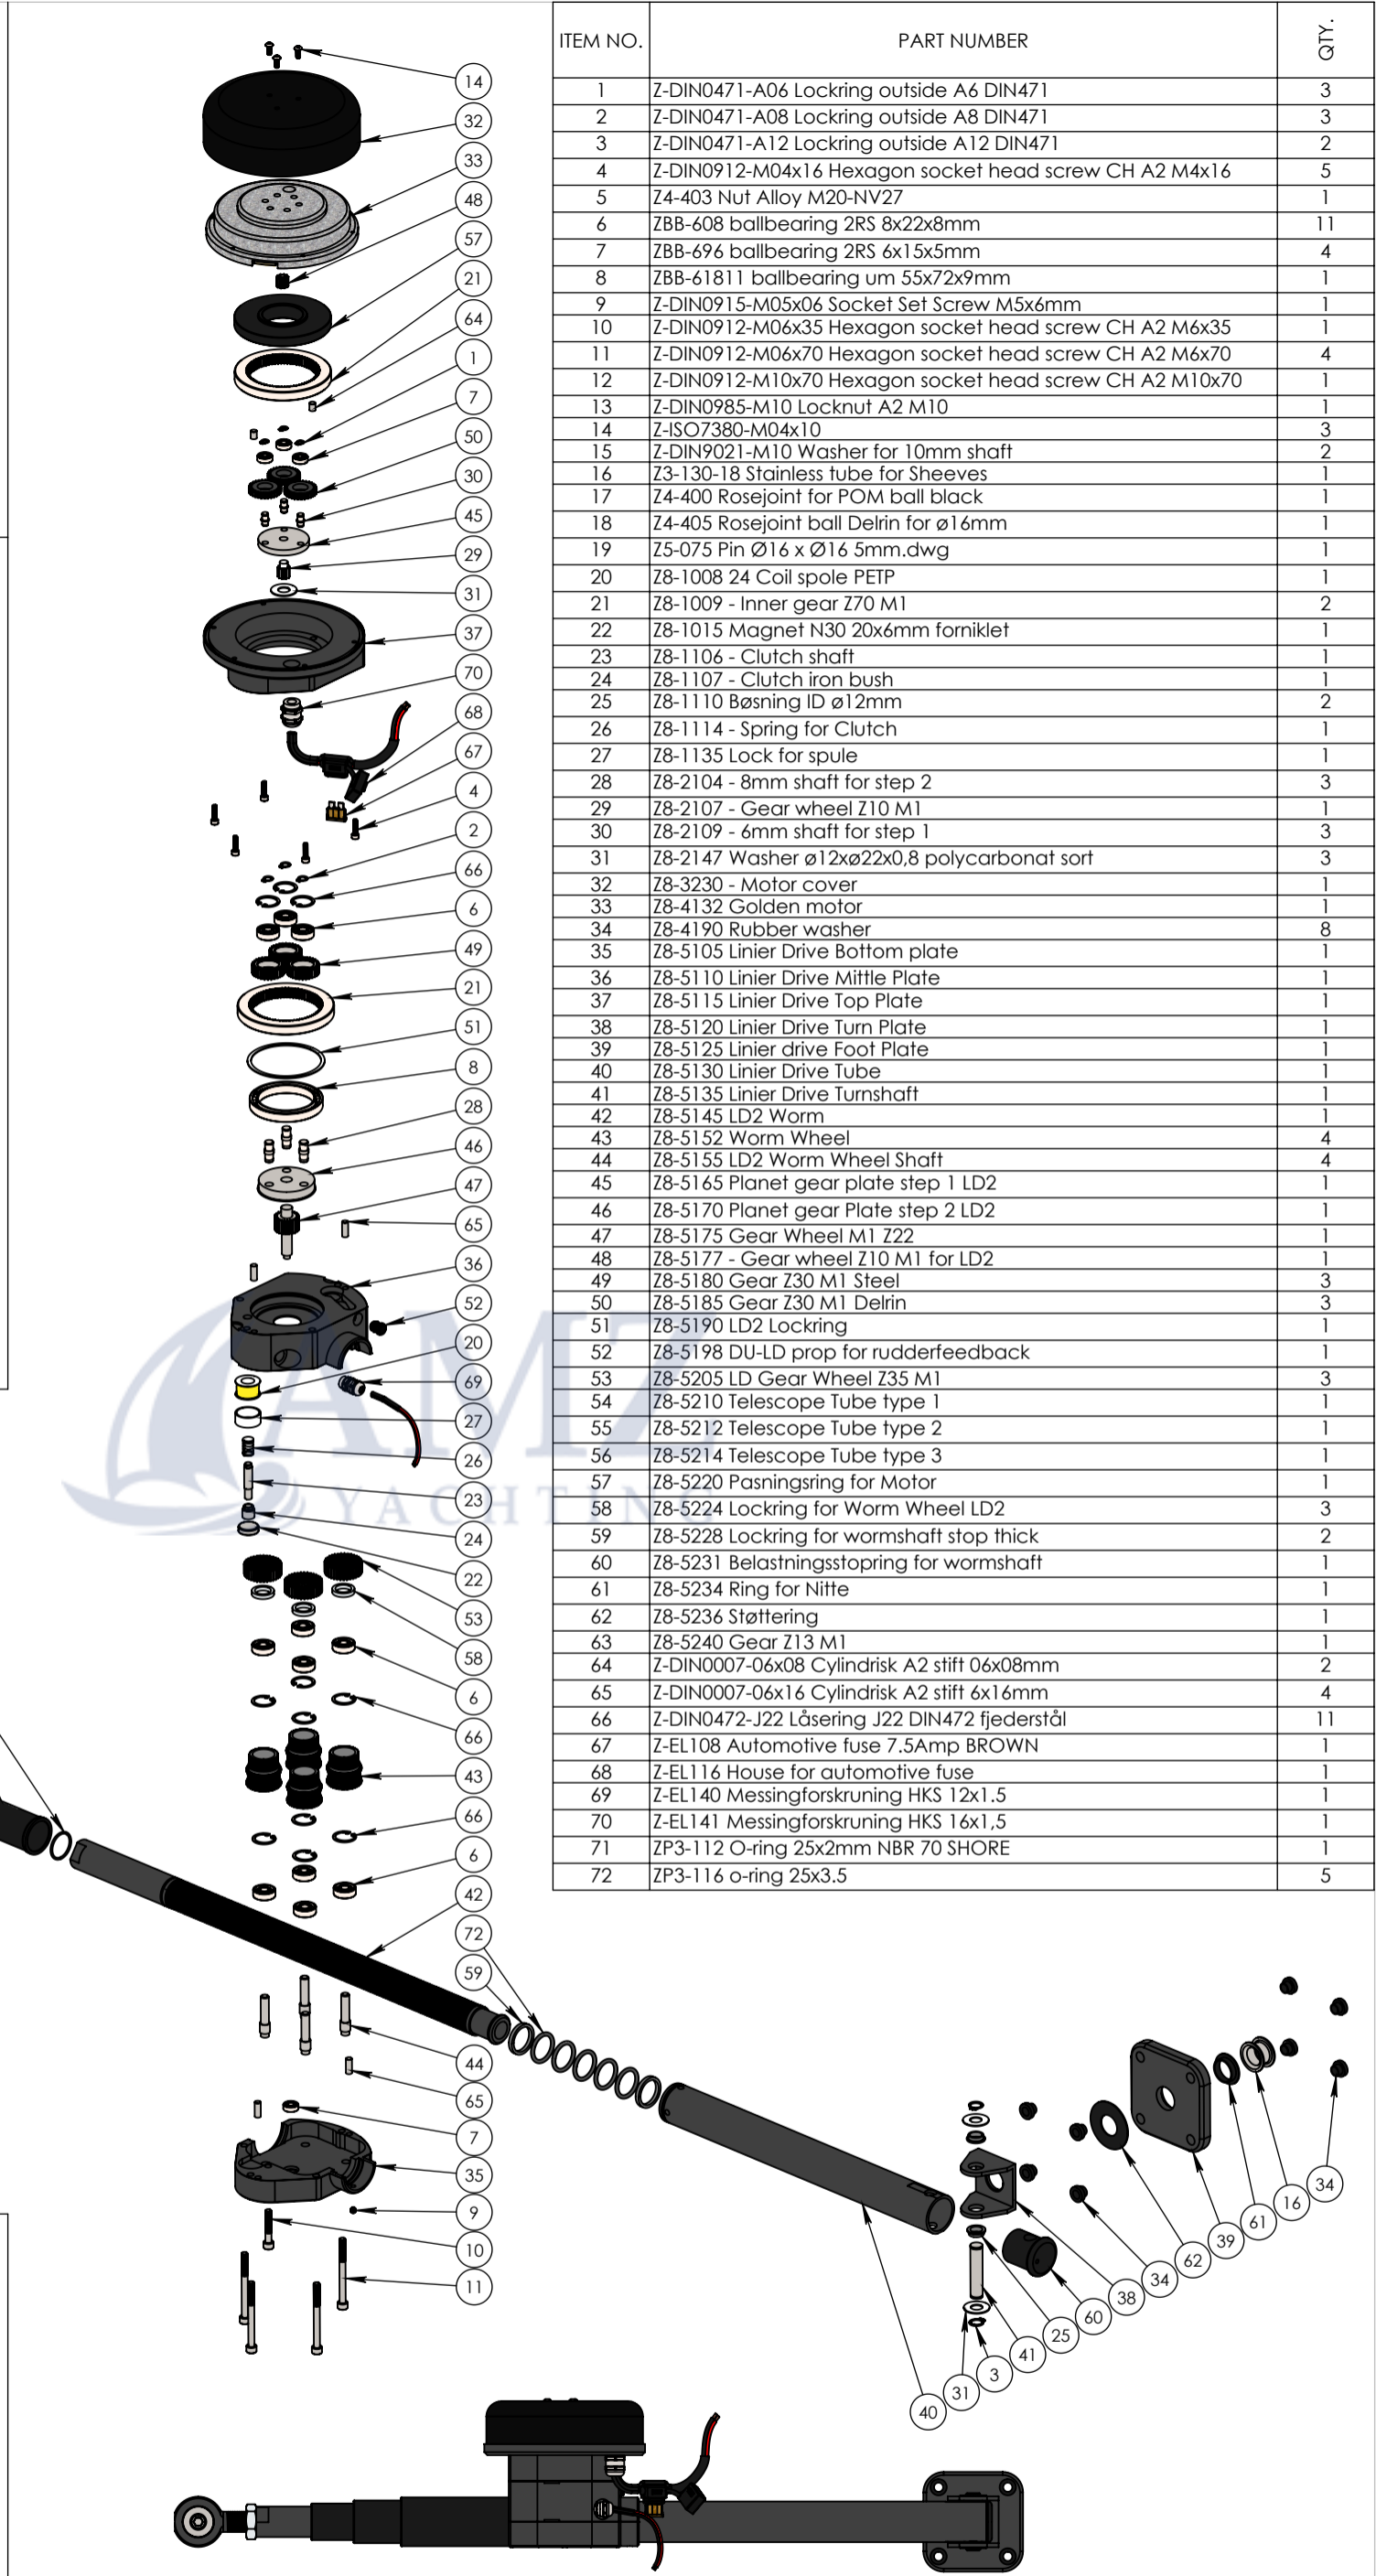 ITEM NO. PART NUMBER QTY.
1 Z-DIN0471-A06 Lockring outside A6 DIN471 3
2 Z-DIN0471-A08 Lockring outside A8 DIN471 3
3 Z-DIN0471-A12 Lockring outside A12 DIN471 2
4 Z-DIN0912-M04x16 Hexagon socket head screw CH A2 M4x16 5
5 Z4-403 Nut Alloy M20-NV27 1
6 ZBB-608 ballbearing 2RS 8x22x8mm 11
7 ZBB-696 ballbearing 2RS 6x15x5mm 4
8 ZBB-61811 ballbearing um 55x72x9mm 1
9 Z-DIN0915-M05x06 Socket Set Screw M5x6mm 1
10 Z-DIN0912-M06x35 Hexagon socket head screw CH A2 M6x35 1
11 Z-DIN0912-M06x70 Hexagon socket head screw CH A2 M6x70 4
12 Z-DIN0912-M10x70 Hexagon socket head screw CH A2 M10x70 1
13 Z-DIN0985-M10 Locknut A2 M10 1
14 Z-ISO7380-M04x10 3
15 Z-DIN9021-M10 Washer for 10mm shaft 2
16 Z3-130-18 Stainless tube for Sheeves 1
17 Z4-400 Rosejoint for POM ball black 1
18 Z4-405 Rosejoint ball Delrin for ø16mm 1
19 Z5-075 Pin Ø16 x Ø16 5mm.dwg 1
20 Z8-1008 24 Coil spole PETP 1
21 Z8-1009 - Inner gear Z70 M1 2
22 Z8-1015 Magnet N30 20x6mm forniklet 1
23 Z8-1106 - Clutch shaft 1
24 Z8-1107 - Clutch iron bush 1
25 Z8-1110 Bøsning ID ø12mm 2
26 Z8-1114 - Spring for Clutch 1
27 Z8-1135 Lock for spule 1
28 Z8-2104 - 8mm shaft for step 2 3
29 Z8-2107 - Gear wheel Z10 M1 1
30 Z8-2109 - 6mm shaft for step 1 3
31 Z8-2147 Washer ø12xø22x0,8 polycarbonat sort 3
32 Z8-3230 - Motor cover 1
33 Z8-4132 Golden motor 1
34 Z8-4190 Rubber washer 8
35 Z8-5105 Linier Drive Bottom plate 1
36 Z8-5110 Linier Drive Mittle Plate 1
37 Z8-5115 Linier Drive Top Plate 1
38 Z8-5120 Linier Drive Turn Plate 1
39 Z8-5125 Linier drive Foot Plate 1
40 Z8-5130 Linier Drive Tube 1
41 Z8-5135 Linier Drive Turnshaft 1
42 Z8-5145 LD2 Worm 1
43 Z8-5152 Worm Wheel 4
44 Z8-5155 LD2 Worm Wheel Shaft 4
45 Z8-5165 Planet gear plate step 1 LD2 1
46 Z8-5170 Planet gear Plate step 2 LD2 1
47 Z8-5175 Gear Wheel M1 Z22 1
48 Z8-5177 - Gear wheel Z10 M1 for LD2 1
49 Z8-5180 Gear Z30 M1 Steel 3
50 Z8-5185 Gear Z30 M1 Delrin 3
51 Z8-5190 LD2 Lockring 1
52 Z8-5198 DU-LD prop for rudderfeedback 1
53 Z8-5205 LD Gear Wheel Z35 M1 3
54 Z8-5210 Telescope Tube type 1 1
55 Z8-5212 Telescope Tube type 2 1
56 Z8-5214 Telescope Tube type 3 1
57 Z8-5220 Pasningsring for Motor 1
58 Z8-5224 Lockring for Worm Wheel LD2 3
59 Z8-5228 Lockring for wormshaft stop thick 2
60 Z8-5231 Belastningsstopring for wormshaft 1
61 Z8-5234 Ring for Nitte 1
62 Z8-5236 Støttering 1
63 Z8-5240 Gear Z13 M1 1
64 Z-DIN0007-06x08 Cylindrisk A2 stift 06x08mm 2
65 Z-DIN0007-06x16 Cylindrisk A2 stift 6x16mm 4
66 Z-DIN0472-J22 Låsering J22 DIN472 fjederstål 11
67 Z-EL108 Automotive fuse 7.5Amp BROWN 1
68 Z-EL116 House for automotive fuse 1
69 Z-EL140 Messingforskruning HKS 12x1.5 1
70 Z-EL141 Messingforskruning HKS 16x1,5 1
71 ZP3-112 O-ring 25x2mm NBR 70 SHORE 1
72 ZP3-116 o-ring 25x3.5 5
14
32
33
48
57
21
64
1
7
50
30
45
29
31
37
70
68
67
4
2
66
6
49
21
51
8
28
46
47
65
36
52
20
69
27
26
23
24
22
53
58
6
66
43
66
6
42
72
59
44
65
7
35
9
10
11
40
31
3
41
25
60
38
34
62
39
61
16
34
AMZ
YACHTING